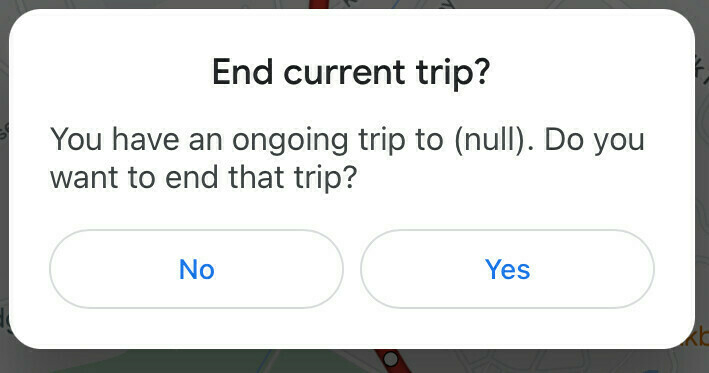 End current trip?
You have an ongoing trip to (null). Do you
want to end that trip?
No
Yes